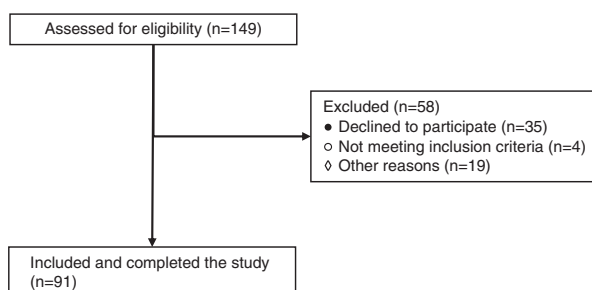 Assessed for eligibility (n=149)
Excluded (n=58)
● Declined to participate (n=35)
○ Not meeting inclusion criteria (n=4)
◊ Other reasons (n=19)
Included and completed the study
(n=91)